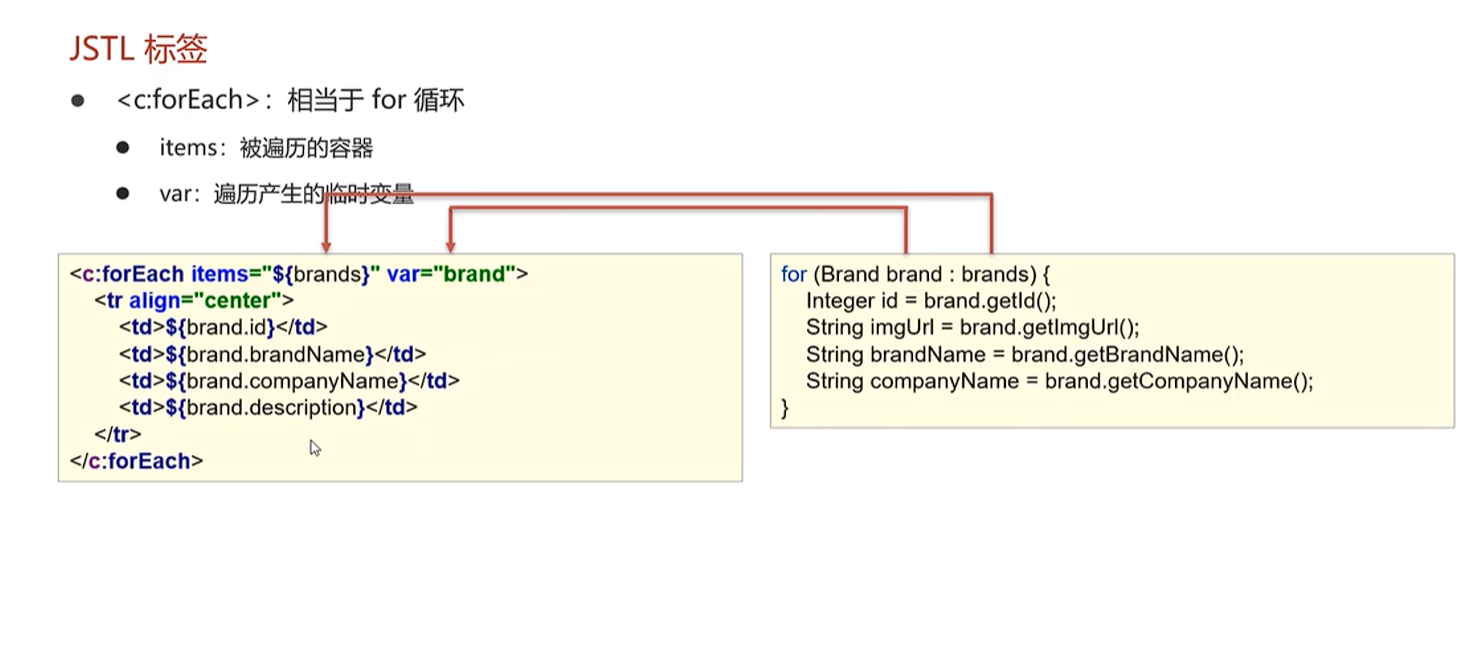 JSTL 标签
● <c:forEach>：相当于 for 循环
● items：被遍历的容器
● var：遍历产生的临时变量
<c:forEach items="${brands}" var="brand">
<tr align="center">
<td>${brand.id}</td>
<td>${brand.brandName}</td>
<td>${brand.companyName}</td>
<td>${brand.description}</td>
</tr>
</c:forEach>
for (Brand brand : brands) {
Integer id = brand.getId();
String imgUrl = brand.getImgUrl();
String brandName = brand.getBrandName();
String companyName = brand.getCompanyName();
}